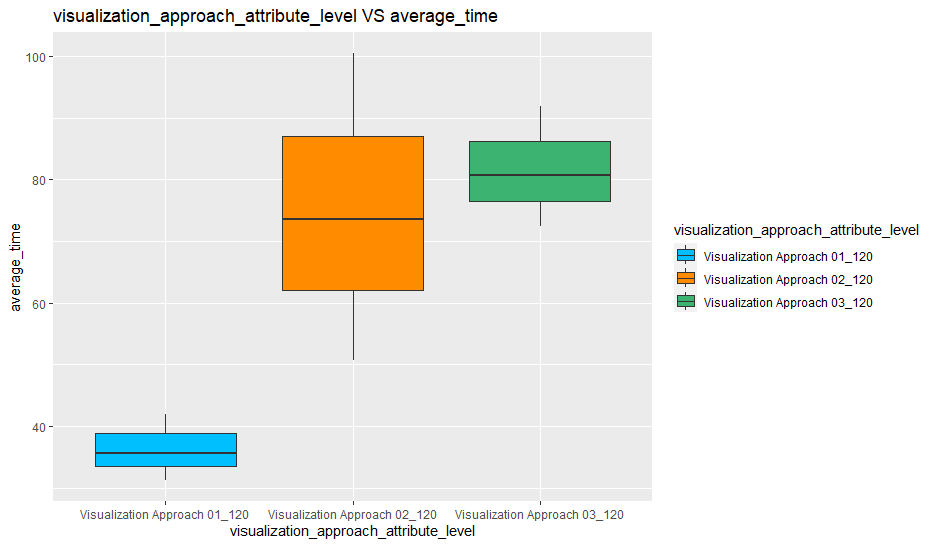 visualization_approach_attribute_level VS average_time
average_time
100
80
60
40
Visualization Approach 01_120
Visualization Approach 02_120
Visualization Approach 03_120
visualization_approach_attribute_level
visualization_approach_attribute_level
Visualization Approach 01_120
Visualization Approach 02_120
Visualization Approach 03_120